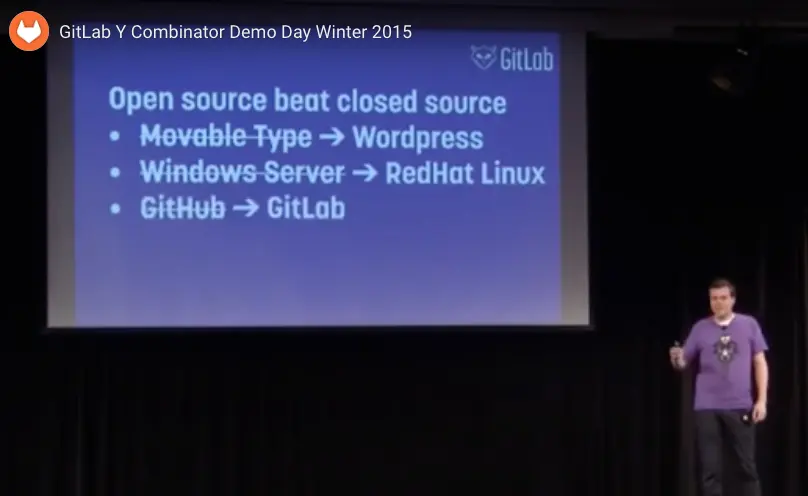 GitLab Y Combinator Demo Day Winter 2015
GitLab
Open source beat closed source
• Movable Type → Wordpress
• Windows Server → RedHat Linux
• GitHub → GitLab